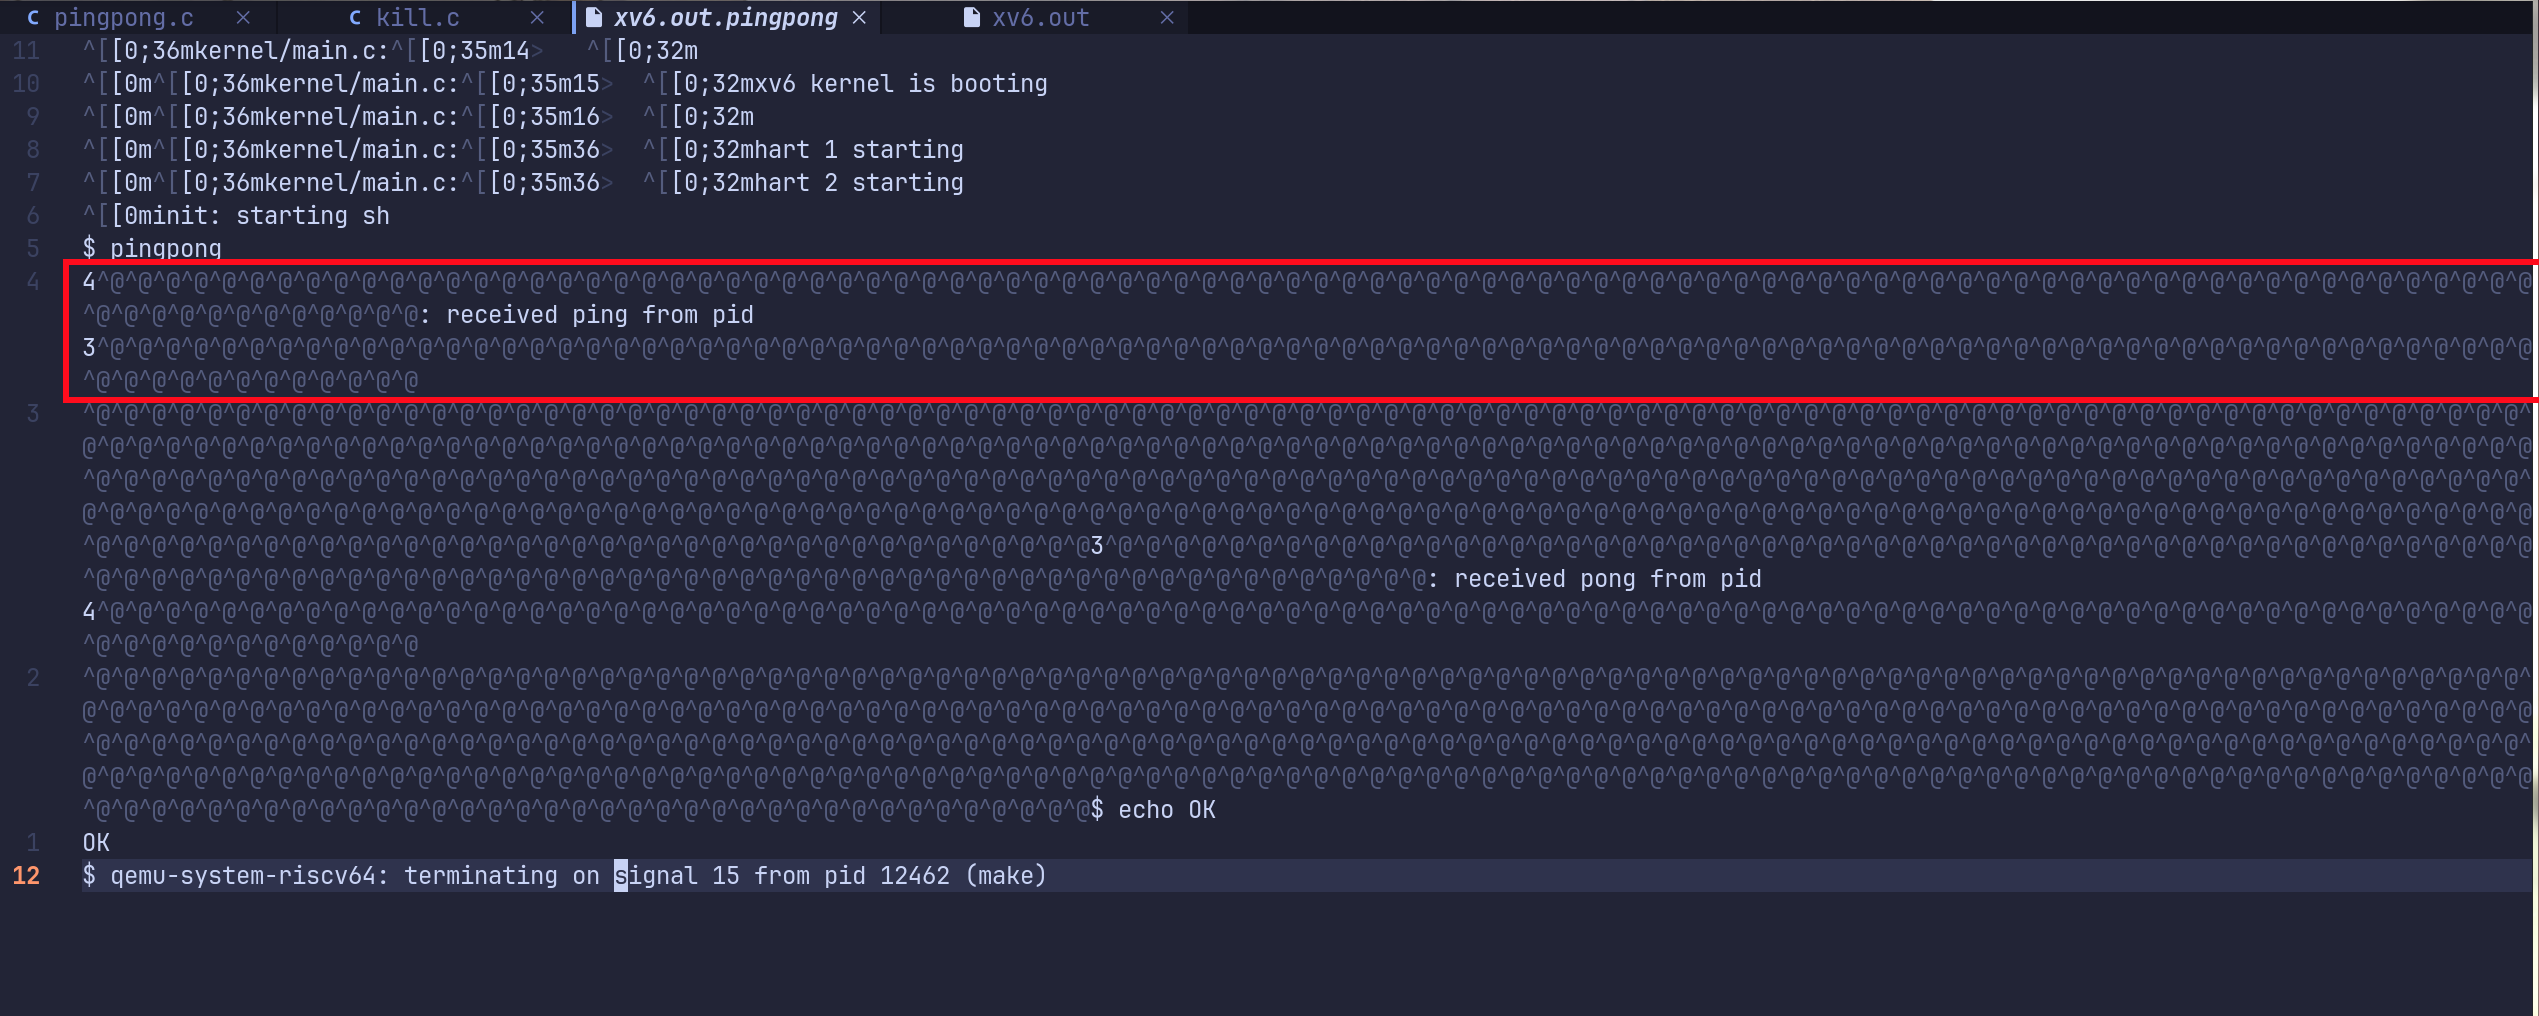 pingpong.c
kill.c
xv6.out.pingpong
xv6.out
11 ^[[0;36mkernel/main.c:^[[0;35m14> ^[[0;32m
10 ^[[0m^[[0;36mkernel/main.c:^[[0;35m15> ^[[0;32mxv6 kernel is booting
9 ^[[0m^[[0;36mkernel/main.c:^[[0;35m16> ^[[0;32m
8 ^[[0m^[[0;36mkernel/main.c:^[[0;35m36> ^[[0;32mhart 1 starting
7 ^[[0m^[[0;36mkernel/main.c:^[[0;35m36> ^[[0;32mhart 2 starting
6 ^[[0minit: starting sh
5 $ pingpong
4 4^@^@^@^@^@^@^@^@^@^@^@^@^@^@^@^@^@^@^@^@^@^@^@^@^@^@^@^@^@^@^@^@^@^@^@^@^@^@^@^@^@^@^@^@^@^@^@^@^@^@^@^@^@^@^@^@^@^@^@^@^@^@^@^@^@^@^@^@^@^@^@^@^@^@^@^@^@^@^@^@^@^@^@^@^@^@^@
^@^@^@^@^@^@^@^@^@^@^@^@: received ping from pid
3^@^@^@^@^@^@^@^@^@^@^@^@^@^@^@^@^@^@^@^@^@^@^@^@^@^@^@^@^@^@^@^@^@^@^@^@^@^@^@^@^@^@^@^@^@^@^@^@^@^@^@^@^@^@^@^@^@^@^@^@^@^@^@^@^@^@^@^@^@^@^@^@^@^@^@^@^@^@^@^@^@^@^@^@^@^@^@
^@^@^@^@^@^@^@^@^@^@^@^@
3 ^@^@^@^@^@^@^@^@^@^@^@^@^@^@^@^@^@^@^@^@^@^@^@^@^@^@^@^@^@^@^@^@^@^@^@^@^@^@^@^@^@^@^@^@^@^@^@^@^@^@^@^@^@^@^@^@^@^@^@^@^@^@^@^@^@^@^@^@^@^@^@^@^@^@^@^@^@^@^@^@^@^@^@^@^@^@^@^
@^@^@^@^@^@^@^@^@^@^@^@^@^@^@^@^@^@^@^@^@^@^@^@^@^@^@^@^@^@^@^@^@^@^@^@^@^@^@^@^@^@^@^@^@^@^@^@^@^@^@^@^@^@^@^@^@^@^@^@^@^@^@^@^@^@^@^@^@^@^@^@^@^@^@^@^@^@^@^@^@^@^@^@^@^@^@^@
^@^@^@^@^@^@^@^@^@^@^@^@^@^@^@^@^@^@^@^@^@^@^@^@^@^@^@^@^@^@^@^@^@^@^@^@^@^@^@^@^@^@^@^@^@^@^@^@^@^@^@^@^@^@^@^@^@^@^@^@^@^@^@^@^@^@^@^@^@^@^@^@^@^@^@^@^@^@^@^@^@^@^@^@^@^@^@^
@^@^@^@^@^@^@^@^@^@^@^@^@^@^@^@^@^@^@^@^@^@^@^@^@^@^@^@^@^@^@^@^@^@^@^@^@^@^@^@^@^@^@^@^@^@^@^@^@^@^@^@^@^@^@^@^@^@^@^@^@^@^@^@^@^@^@^@^@^@^@^@^@^@^@^@^@^@^@^@^@^@^@^@^@^@^@^@
^@^@^@^@^@^@^@^@^@^@^@^@^@^@^@^@^@^@^@^@^@^@^@^@^@^@^@^@^@^@^@^@^@^@^@^@3^@^@^@^@^@^@^@^@^@^@^@^@^@^@^@^@^@^@^@^@^@^@^@^@^@^@^@^@^@^@^@^@^@^@^@^@^@^@^@^@^@^@^@^@^@^@^@^@^@^@^@
^@^@^@^@^@^@^@^@^@^@^@^@^@^@^@^@^@^@^@^@^@^@^@^@^@^@^@^@^@^@^@^@^@^@^@^@^@^@^@^@^@^@^@^@^@^@^@^@: received pong from pid
4^@^@^@^@^@^@^@^@^@^@^@^@^@^@^@^@^@^@^@^@^@^@^@^@^@^@^@^@^@^@^@^@^@^@^@^@^@^@^@^@^@^@^@^@^@^@^@^@^@^@^@^@^@^@^@^@^@^@^@^@^@^@^@^@^@^@^@^@^@^@^@^@^@^@^@^@^@^@^@^@^@^@^@^@^@^@^@
^@^@^@^@^@^@^@^@^@^@^@^@
2 ^@^@^@^@^@^@^@^@^@^@^@^@^@^@^@^@^@^@^@^@^@^@^@^@^@^@^@^@^@^@^@^@^@^@^@^@^@^@^@^@^@^@^@^@^@^@^@^@^@^@^@^@^@^@^@^@^@^@^@^@^@^@^@^@^@^@^@^@^@^@^@^@^@^@^@^@^@^@^@^@^@^@^@^@^@^@^@^
@^@^@^@^@^@^@^@^@^@^@^@^@^@^@^@^@^@^@^@^@^@^@^@^@^@^@^@^@^@^@^@^@^@^@^@^@^@^@^@^@^@^@^@^@^@^@^@^@^@^@^@^@^@^@^@^@^@^@^@^@^@^@^@^@^@^@^@^@^@^@^@^@^@^@^@^@^@^@^@^@^@^@^@^@^@^@^@
^@^@^@^@^@^@^@^@^@^@^@^@^@^@^@^@^@^@^@^@^@^@^@^@^@^@^@^@^@^@^@^@^@^@^@^@^@^@^@^@^@^@^@^@^@^@^@^@^@^@^@^@^@^@^@^@^@^@^@^@^@^@^@^@^@^@^@^@^@^@^@^@^@^@^@^@^@^@^@^@^@^@^@^@^@^@^@^
@^@^@^@^@^@^@^@^@^@^@^@^@^@^@^@^@^@^@^@^@^@^@^@^@^@^@^@^@^@^@^@^@^@^@^@^@^@^@^@^@^@^@^@^@^@^@^@^@^@^@^@^@^@^@^@^@^@^@^@^@^@^@^@^@^@^@^@^@^@^@^@^@^@^@^@^@^@^@^@^@^@^@^@^@^@^@^@
^@^@^@^@^@^@^@^@^@^@^@^@^@^@^@^@^@^@^@^@^@^@^@^@^@^@^@^@^@^@^@^@^@^@^@^@$ echo OK
1 OK
12 $ qemu-system-riscv64: terminating on signal 15 from pid 12462 (make)